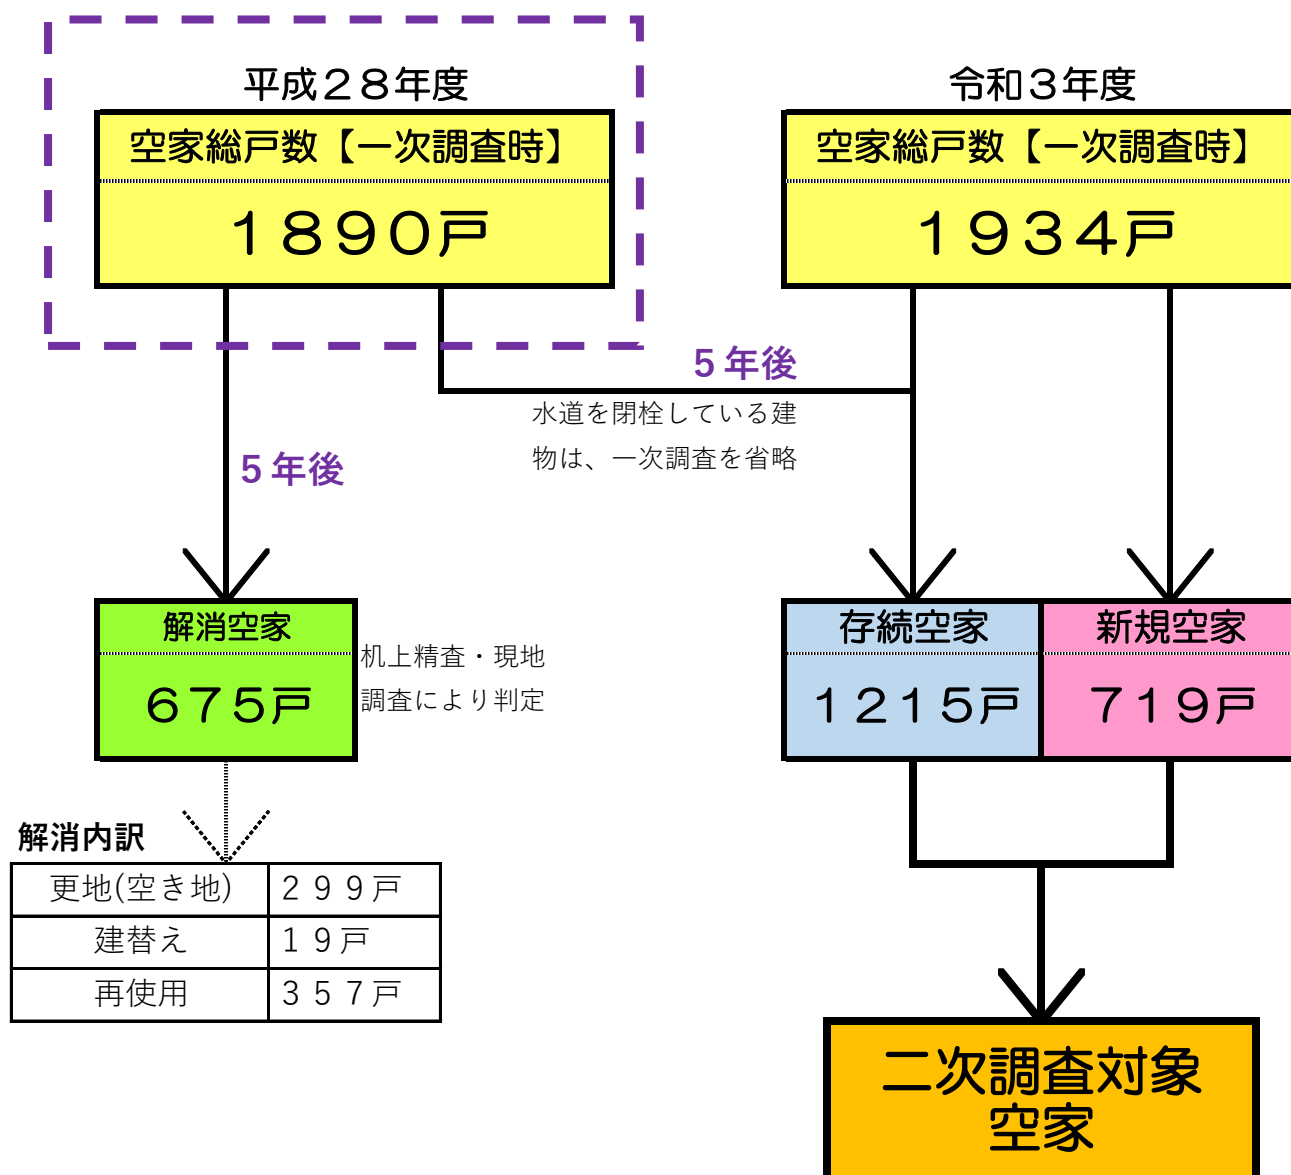 平成２８年度
空家総戸数【一次調査時】
１８９０戸
令和３年度
空家総戸数【一次調査時】
１９３４戸
５年後
水道を閉栓している建
物は、一次調査を省略
５年後
解消空家
６７５戸
机上精査・現地
調査により判定
存続空家
１２１５戸
新規空家
７１９戸
解消内訳
更地(空き地) ２９９戸
建替え １９戸
再使用 ３５７戸
二次調査対象
空家